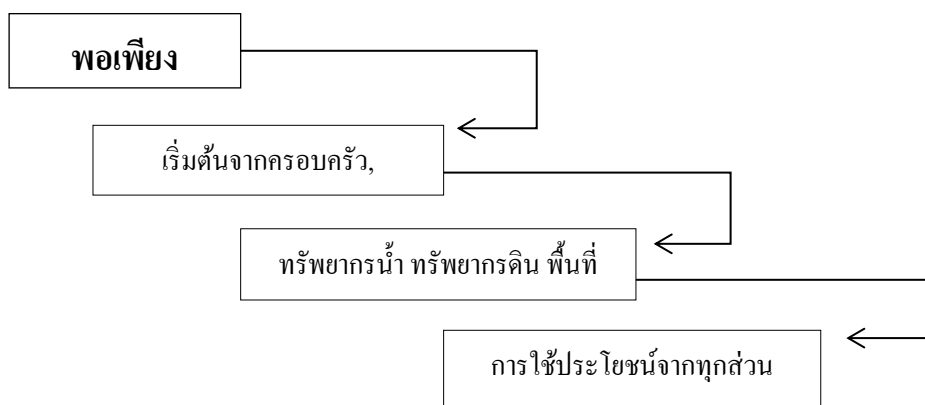 พอเพียง
เริ่มต้นจากครอบครัว,
ทรัพยากรน้ำ ทรัพยากรดิน พื้นที่
การใช้ประโยชน์จากทุกส่วน